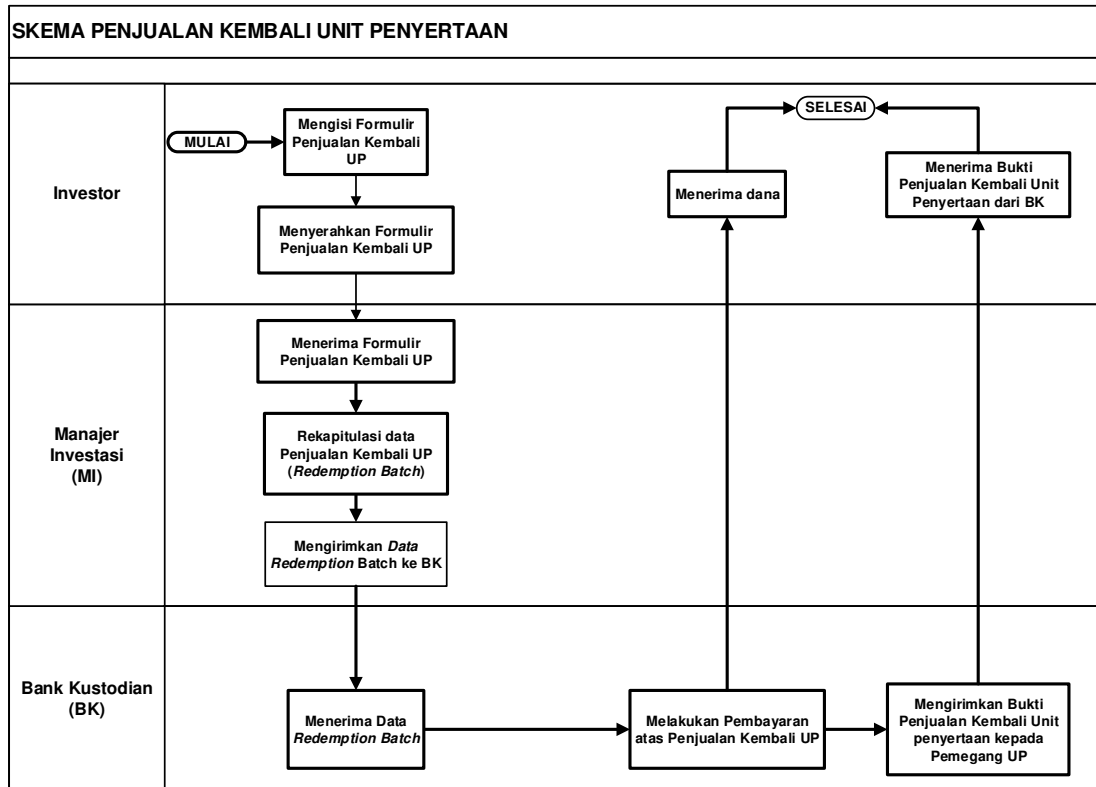 SKEMA PENJUALAN KEMBALI UNIT PENYERTAAN
Investor
MULAI
Mengisi Formulir
Penjualan Kembali
UP
Menyerahkan Formulir
Penjualan Kembali UP
SELESAI
Menerima dana
Menerima Bukti
Penjualan Kembali Unit
Penyertaan dari BK
Manajer
Investasi
(MI)
Menerima Formulir
Penjualan Kembali UP
Rekapitulasi data
Penjualan Kembali UP
(Redemption Batch)
Mengirimkan Data
Redemption Batch ke BK
Bank Kustodian
(BK)
Menerima Data
Redemption Batch
Melakukan Pembayaran
atas Penjualan Kembali UP
Mengirimkan Bukti
Penjualan Kembali Unit
penyertaan kepada
Pemegang UP